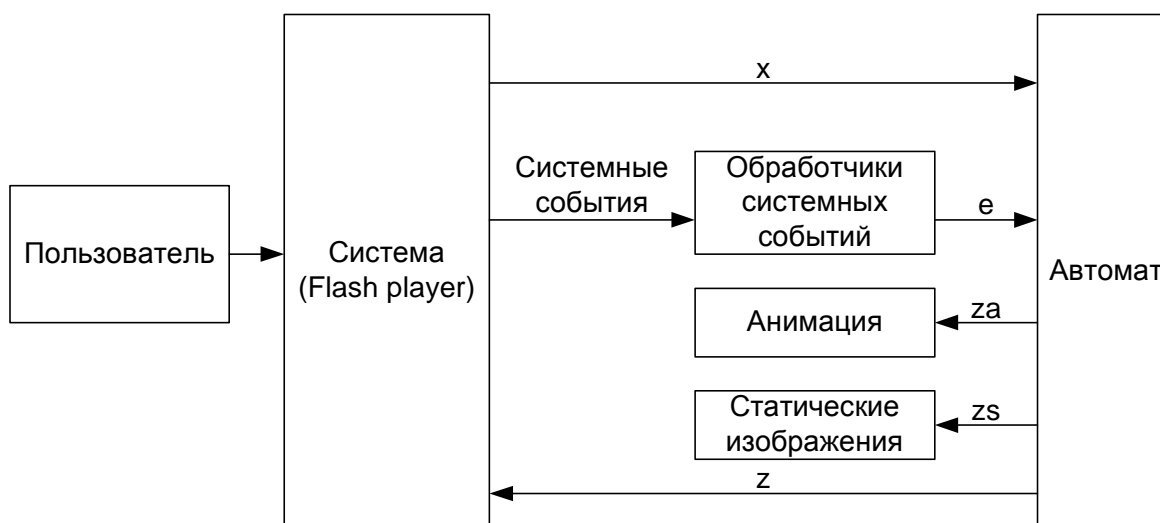 x
Системные
события
Обработчики
системных
событий
e
Пользователь
Система
(Flash player)
Автомат
Анимация
za
Статические
изображения
zs
z